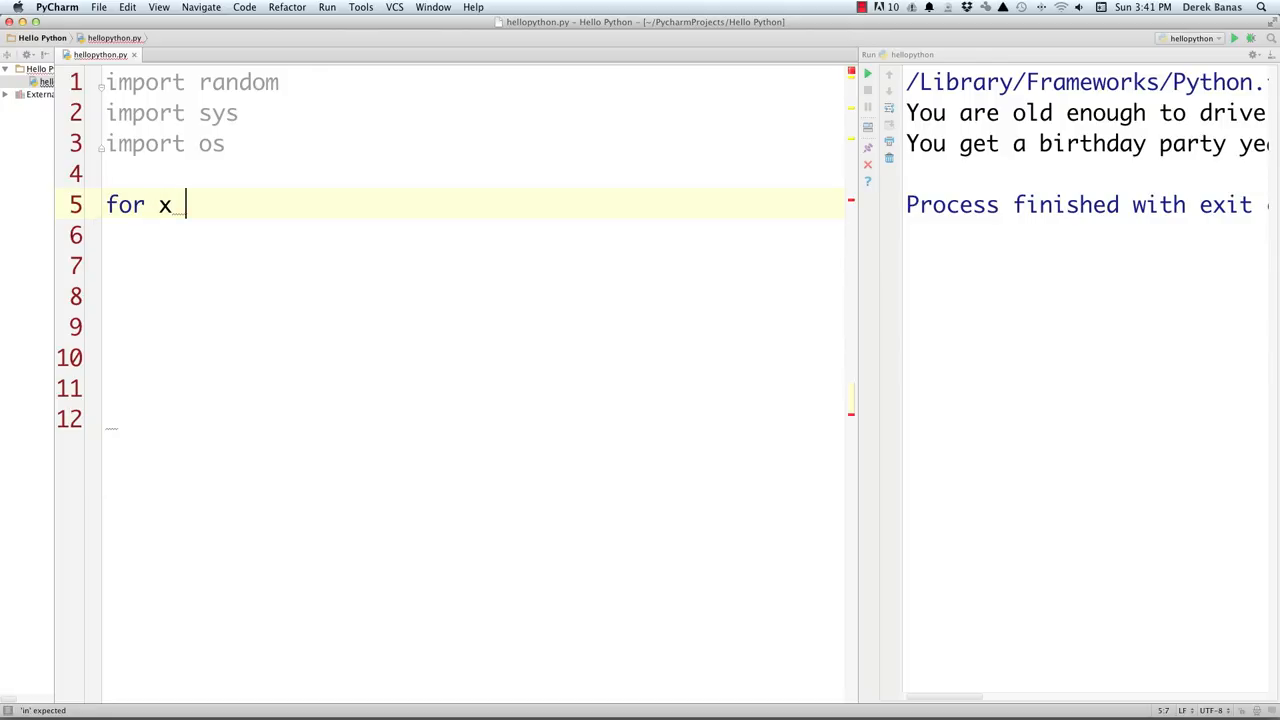 PyCharm File Edit View Navigate Code Refactor Run Tools VCS Window Help 10 Sun 3:41 PM Derek Banas
hellopython.py – Hello Python – [~/PycharmProjects/Hello Python]
Hello Python hellopython.py hellopython
hellopython.py Run hellopython
Hello P
hell
Externa
1 import random
2 import sys
3 import os
4
5 for x
6
7
8
9
10
11
12
/Library/Frameworks/Python.
You are old enough to drive
You get a birthday party ye
Process finished with exit
'in' expected 5:7 LF UTF-8